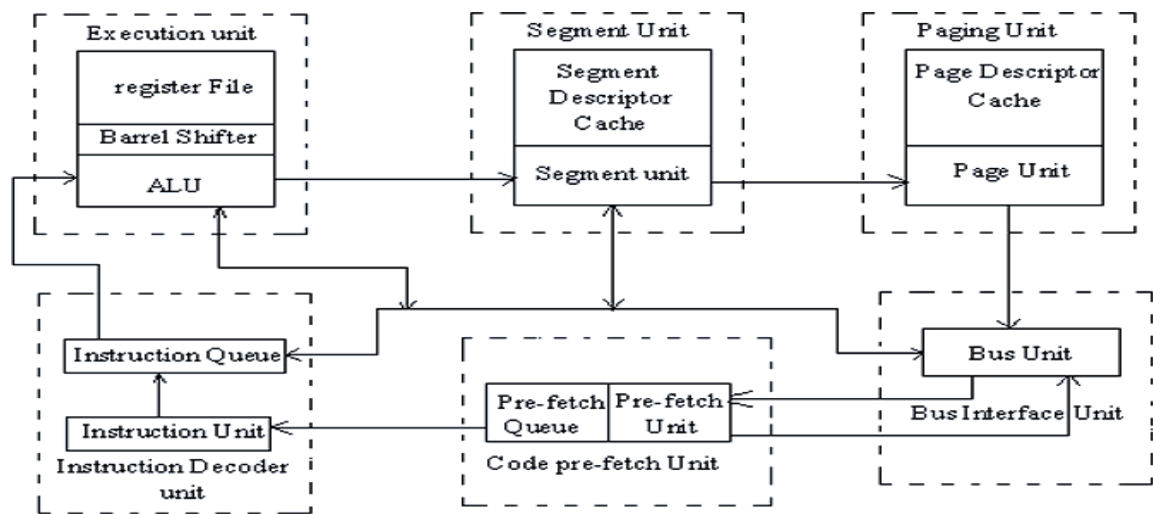 Execution unit
register File
Barrel Shifter
ALU
Segment Unit
Segment
Descriptor
Cache
Segment unit
Paging Unit
Page Descriptor
Cache
Page Unit
Instruction Queue
Instruction Unit
Instruction Decoder
unit
Pre-fetch
Queue
Pre-fetch
Unit
Code pre-fetch Unit
Bus Unit
Bus Interface Unit